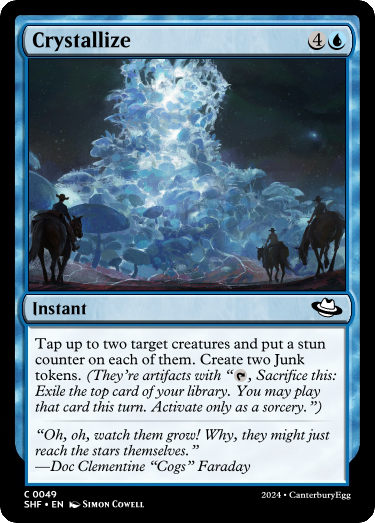 Crystallize 4
Instant
Tap up to two target creatures and put a stun
counter on each of them. Create two Junk
tokens. (They're artifacts with “, Sacrifice this:
Exile the top card of your library. You may play
that card this turn. Activate only as a sorcery.”)
“Oh, oh, watch them grow! Why, they might just
reach the stars themselves.”
—Doc Clementine “Cogs” Faraday
C 0049
SHF • EN Simon Cowell
2024 • CanterburyEgg